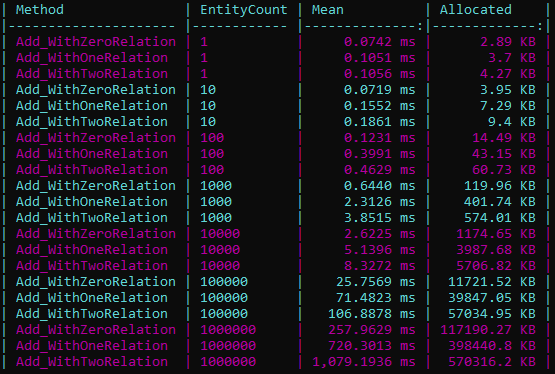 | Method | EntityCount | Mean | Allocated |
|-------------------- |------------ |-------------:|-------------:|
| Add_WithZeroRelation | 1 | 0.0742 ms | 2.89 KB |
| Add_WithOneRelation | 1 | 0.1051 ms | 3.7 KB |
| Add_WithTwoRelation | 1 | 0.1056 ms | 4.27 KB |
| Add_WithZeroRelation | 10 | 0.0719 ms | 3.95 KB |
| Add_WithOneRelation | 10 | 0.1552 ms | 7.29 KB |
| Add_WithTwoRelation | 10 | 0.1861 ms | 9.4 KB |
| Add_WithZeroRelation | 100 | 0.1231 ms | 14.49 KB |
| Add_WithOneRelation | 100 | 0.3991 ms | 43.15 KB |
| Add_WithTwoRelation | 100 | 0.4629 ms | 60.73 KB |
| Add_WithZeroRelation | 1000 | 0.6440 ms | 119.96 KB |
| Add_WithOneRelation | 1000 | 2.3126 ms | 401.74 KB |
| Add_WithTwoRelation | 1000 | 3.8515 ms | 574.01 KB |
| Add_WithZeroRelation | 10000 | 2.6225 ms | 1174.65 KB |
| Add_WithOneRelation | 10000 | 5.1396 ms | 3987.68 KB |
| Add_WithTwoRelation | 10000 | 8.3272 ms | 5706.82 KB |
| Add_WithZeroRelation | 100000 | 25.7569 ms | 11721.52 KB |
| Add_WithOneRelation | 100000 | 71.4823 ms | 39847.05 KB |
| Add_WithTwoRelation | 100000 | 106.8878 ms | 57034.95 KB |
| Add_WithZeroRelation | 1000000 | 257.9629 ms | 117190.27 KB |
| Add_WithOneRelation | 1000000 | 720.3013 ms | 398440.8 KB |
| Add_WithTwoRelation | 1000000 | 1,079.1936 ms | 570316.2 KB |